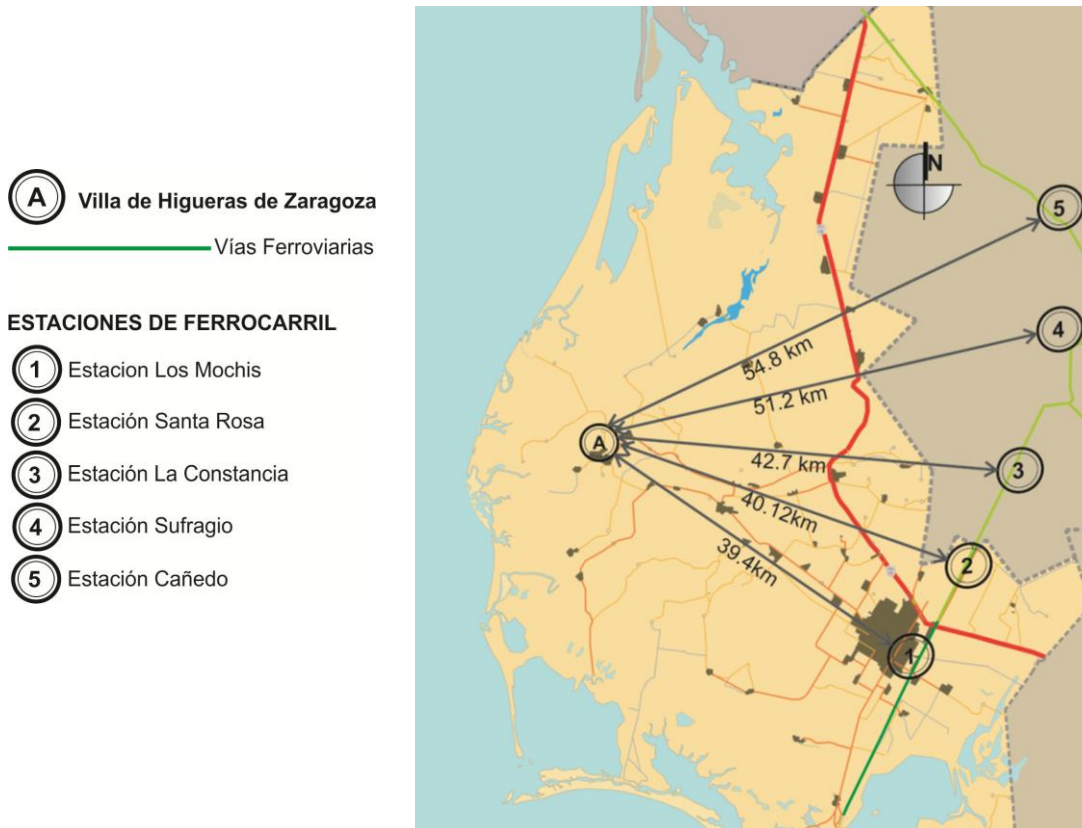 A Villa de Higueras de Zaragoza
Vías Ferroviarias
ESTACIONES DE FERROCARRIL
1 Estacion Los Mochis
2 Estación Santa Rosa
3 Estación La Constancia
4 Estación Sufragio
5 Estación Cañedo
N
5
4
54.8 km
51.2 km
A
42.7 km
3
40.12km
39.4km
2
1